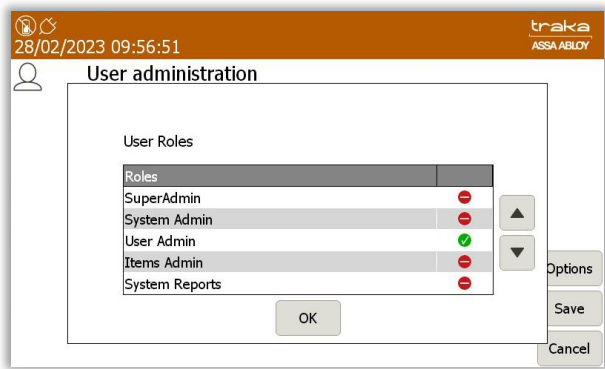 traka
28/02/2023 09:56:51
ASSA ABLOY
User administration
User Roles
Roles
SuperAdmin
System Admin
User Admin
Items Admin
System Reports
Options
OK
Save
Cancel